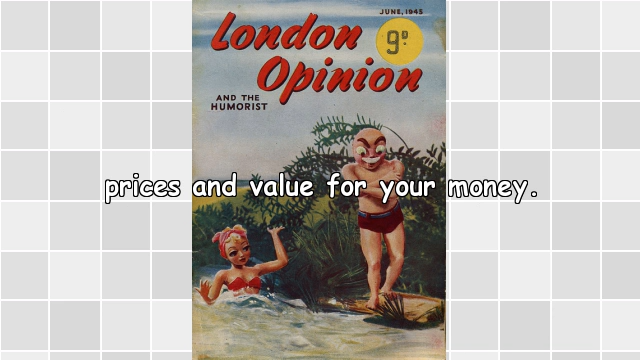 JUNE, 1945
London
9D.
Opinion
AND THE
HUMORIST
prices and value for your money.